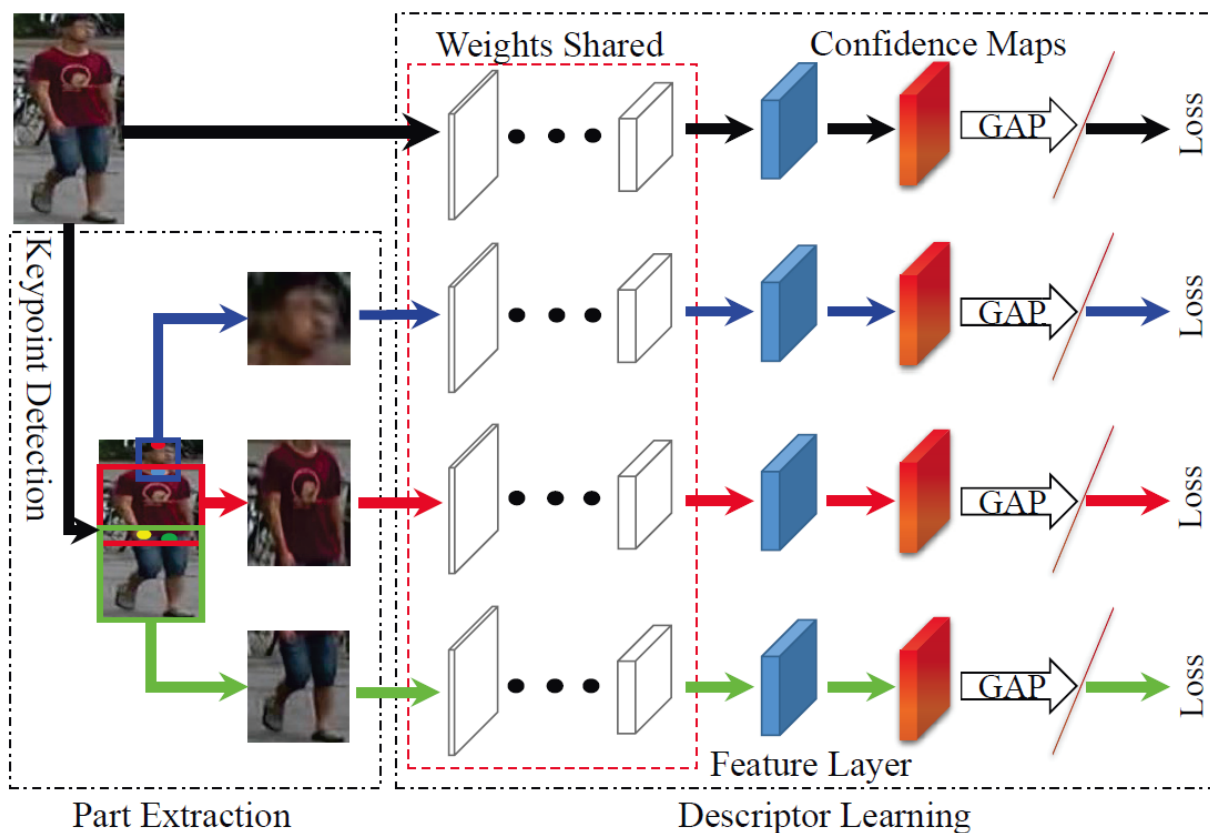 Weights Shared
Confidence Maps
GAP
Loss
Keypoint Detection
GAP
Loss
GAP
Loss
GAP
Loss
Feature Layer
Part Extraction
Descriptor Learning